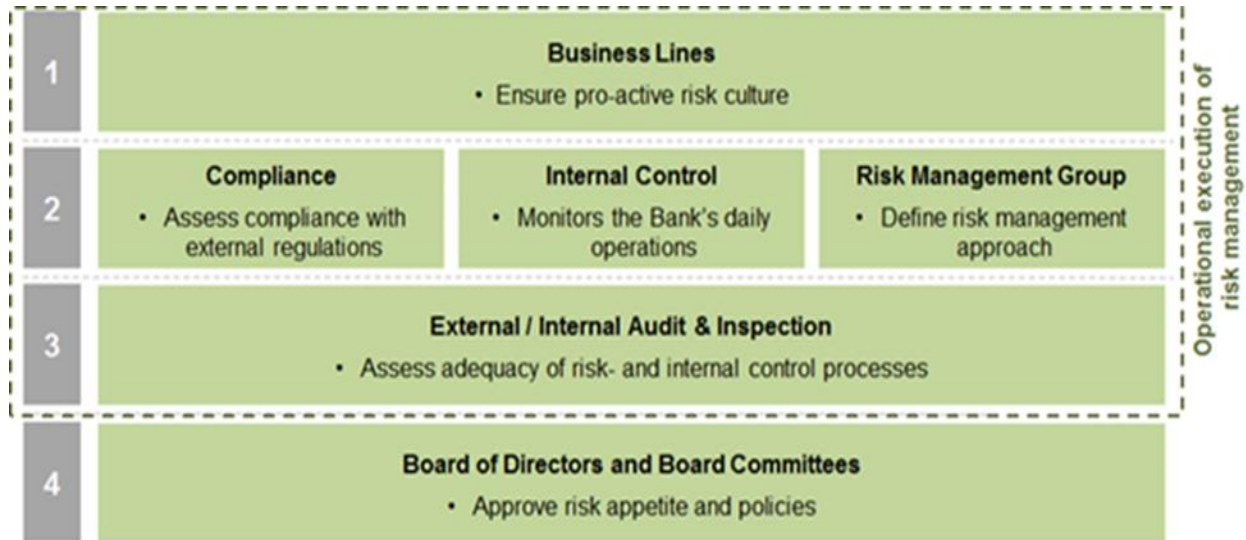 1
Business Lines
• Ensure pro-active risk culture
2
Compliance
• Assess compliance with
external regulations
Internal Control
• Monitors the Bank's daily
operations
Risk Management Group
• Define risk management
approach
3
External / Internal Audit & Inspection
• Assess adequacy of risk- and internal control processes
4
Board of Directors and Board Committees
• Approve risk appetite and policies
Operational execution of
risk management